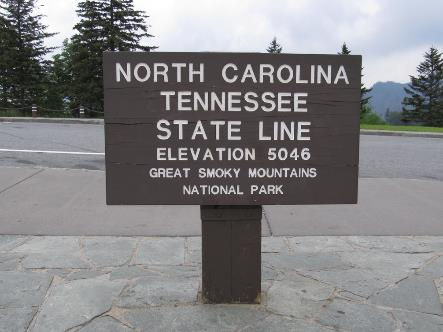 NORTH CAROLINA
TENNESSEE
STATE LINE
ELEVATION 5046
GREAT SMOKY MOUNTAINS
NATIONAL PARK